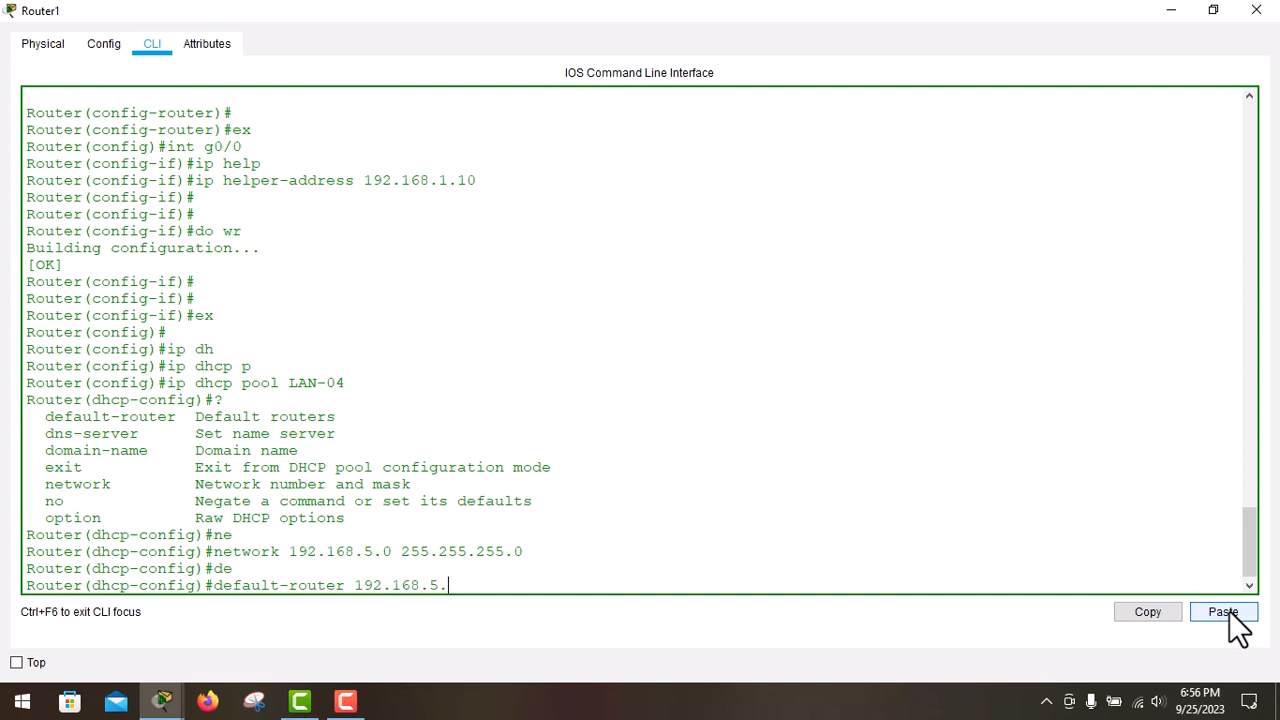 Router1
Physical Config CLI Attributes
IOS Command Line Interface
Router(config-router)#
Router(config-router)#ex
Router(config)#int g0/0
Router(config-if)#ip help
Router(config-if)#ip helper-address 192.168.1.10
Router(config-if)#
Router(config-if)#
Router(config-if)#do wr
Building configuration...
[OK]
Router(config-if)#
Router(config-if)#
Router(config-if)#ex
Router(config)#
Router(config)#ip dh
Router(config)#ip dhcp p
Router(config)#ip dhcp pool LAN-04
Router(dhcp-config)#?
default-router Default routers
dns-server Set name server
domain-name Domain name
exit Exit from DHCP pool configuration mode
network Network number and mask
no Negate a command or set its defaults
option Raw DHCP options
Router(dhcp-config)#ne
Router(dhcp-config)#network 192.168.5.0 255.255.255.0
Router(dhcp-config)#de
Router(dhcp-config)#default-router 192.168.5.
Ctrl+F6 to exit CLI focus
Copy Paste
Top
6:56 PM
9/25/2023